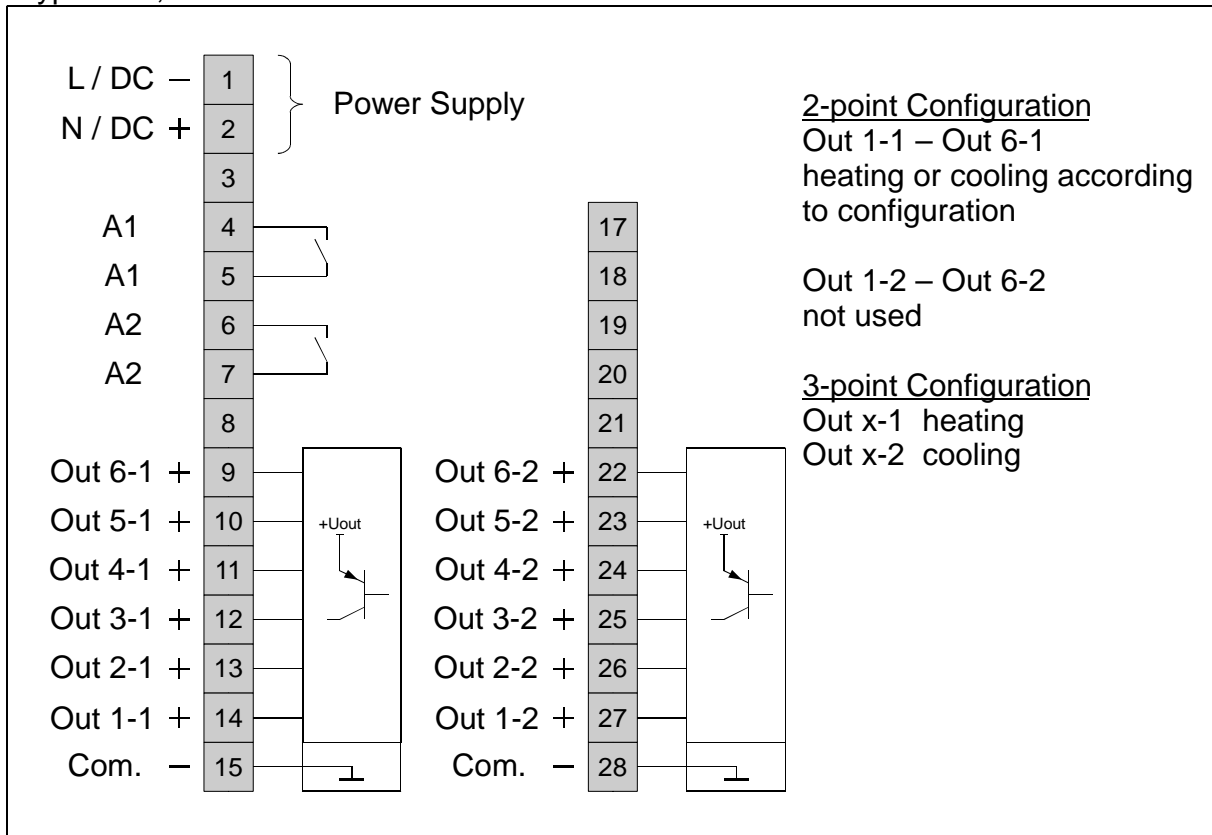 L / DC − 1
N / DC + 2
Power Supply
3
A1 4
A1 5
A2 6
A2 7
8
Out 6-1 + 9
Out 5-1 + 10
Out 4-1 + 11
Out 3-1 + 12
Out 2-1 + 13
Out 1-1 + 14
Com. − 15
+Uout
17
18
19
20
21
Out 6-2 + 22
Out 5-2 + 23
Out 4-2 + 24
Out 3-2 + 25
Out 2-2 + 26
Out 1-2 + 27
Com. − 28
+Uout
2-point Configuration
Out 1-1 – Out 6-1
heating or cooling according
to configuration
Out 1-2 – Out 6-2
not used
3-point Configuration
Out x-1 heating
Out x-2 cooling